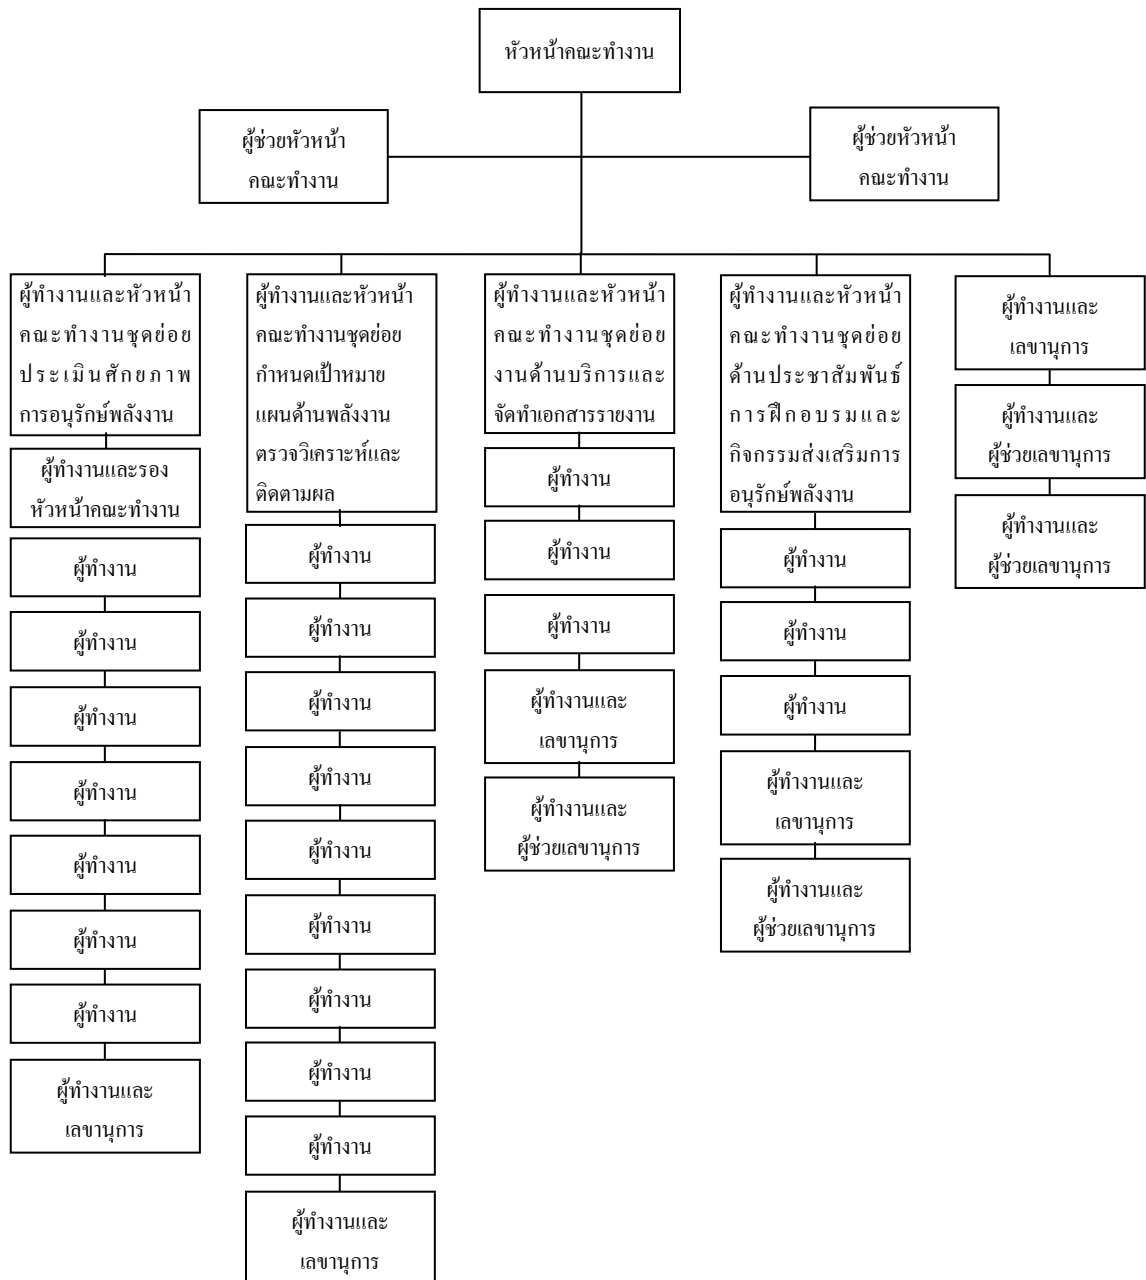 หัวหน้าคณะทำงาน
ผู้ช่วยหัวหน้า
คณะทำงาน
ผู้ช่วยหัวหน้า
คณะทำงาน
ผู้ทำงานและหัวหน้า
คณะทำงานชุดย่อย
ประเมินศักยภาพ
การอนุรักษ์พลังงาน
ผู้ทำงานและรอง
หัวหน้าคณะทำงาน
ผู้ทำงาน
ผู้ทำงาน
ผู้ทำงาน
ผู้ทำงาน
ผู้ทำงาน
ผู้ทำงาน
ผู้ทำงาน
ผู้ทำงานและ
เลขานุการ
ผู้ทำงานและหัวหน้า
คณะทำงานชุดย่อย
กำหนดเป้าหมาย
แผนด้านพลังงาน
ตรวจวิเคราะห์และ
ติดตามผล
ผู้ทำงาน
ผู้ทำงาน
ผู้ทำงาน
ผู้ทำงาน
ผู้ทำงาน
ผู้ทำงาน
ผู้ทำงาน
ผู้ทำงาน
ผู้ทำงาน
ผู้ทำงานและ
เลขานุการ
ผู้ทำงานและหัวหน้า
คณะทำงานชุดย่อย
งานด้านบริการและ
จัดทำเอกสารรายงาน
ผู้ทำงาน
ผู้ทำงาน
ผู้ทำงาน
ผู้ทำงานและ
เลขานุการ
ผู้ทำงานและ
ผู้ช่วยเลขานุการ
ผู้ทำงานและหัวหน้า
คณะทำงานชุดย่อย
ด้านประชาสัมพันธ์
การฝึกอบรมและ
กิจกรรมส่งเสริมการ
อนุรักษ์พลังงาน
ผู้ทำงาน
ผู้ทำงาน
ผู้ทำงาน
ผู้ทำงานและ
เลขานุการ
ผู้ทำงานและ
ผู้ช่วยเลขานุการ
ผู้ทำงานและ
เลขานุการ
ผู้ทำงานและ
ผู้ช่วยเลขานุการ
ผู้ทำงานและ
ผู้ช่วยเลขานุการ